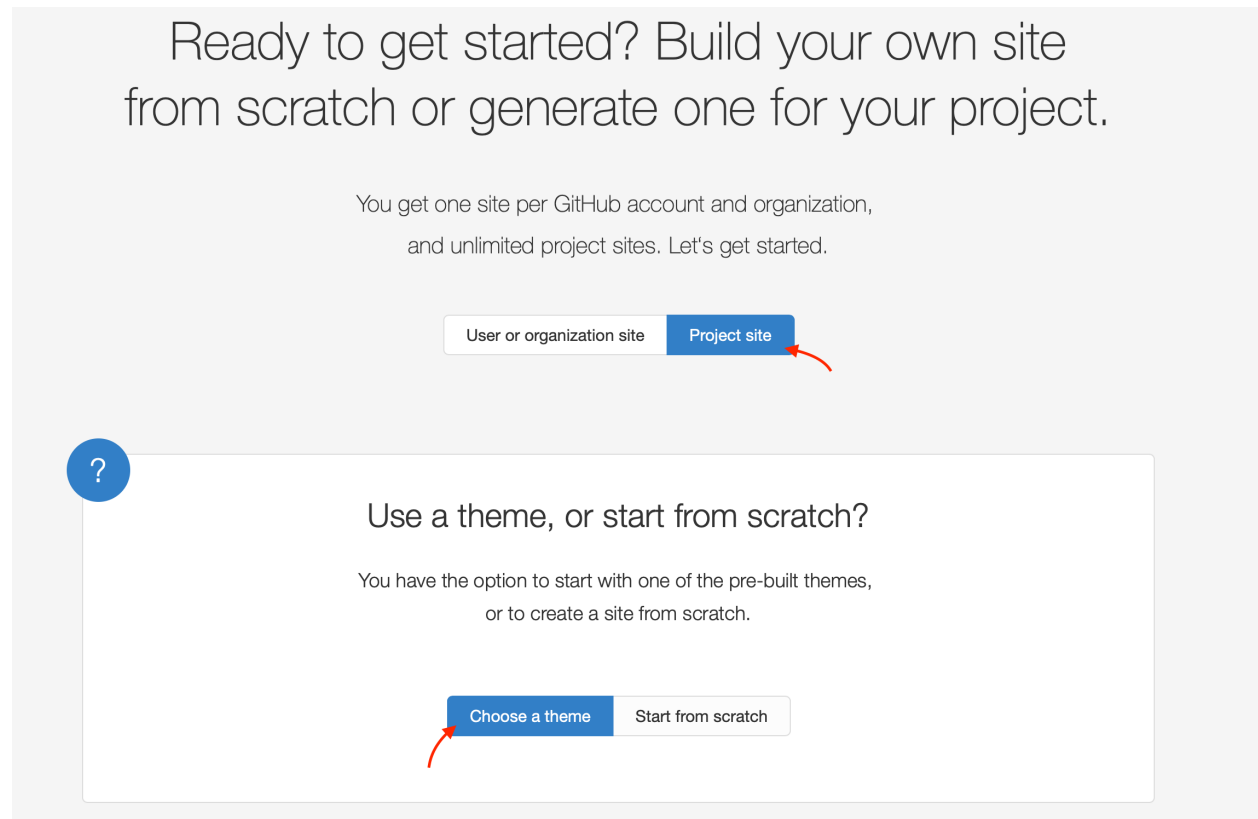 Ready to get started? Build your own site
from scratch or generate one for your project.
You get one site per GitHub account and organization,
and unlimited project sites. Let's get started.
User or organization site
Project site
?
Use a theme, or start from scratch?
You have the option to start with one of the pre-built themes,
or to create a site from scratch.
Choose a theme
Start from scratch